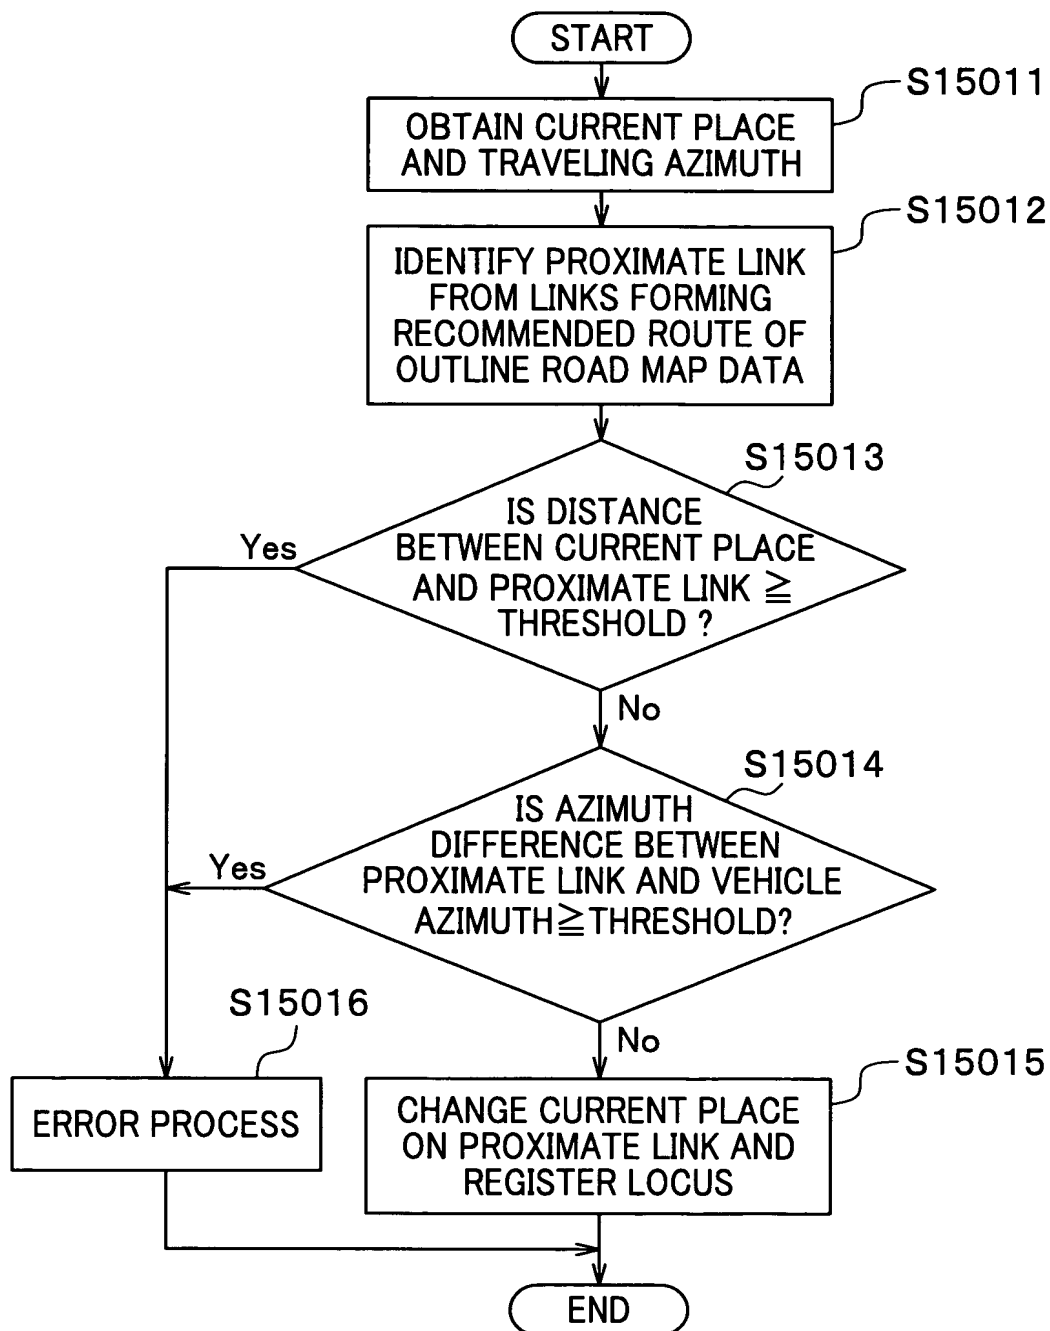 START
S15011
OBTAIN CURRENT PLACE
AND TRAVELING AZIMUTH
S15012
IDENTIFY PROXIMATE LINK
FROM LINKS FORMING
RECOMMENDED ROUTE OF
OUTLINE ROAD MAP DATA
S15013
IS DISTANCE
BETWEEN CURRENT PLACE
AND PROXIMATE LINK ≧
THRESHOLD ?
Yes
No
S15014
IS AZIMUTH
DIFFERENCE BETWEEN
PROXIMATE LINK AND VEHICLE
AZIMUTH≧THRESHOLD?
Yes
No
S15016
ERROR PROCESS
S15015
CHANGE CURRENT PLACE
ON PROXIMATE LINK AND
REGISTER LOCUS
END